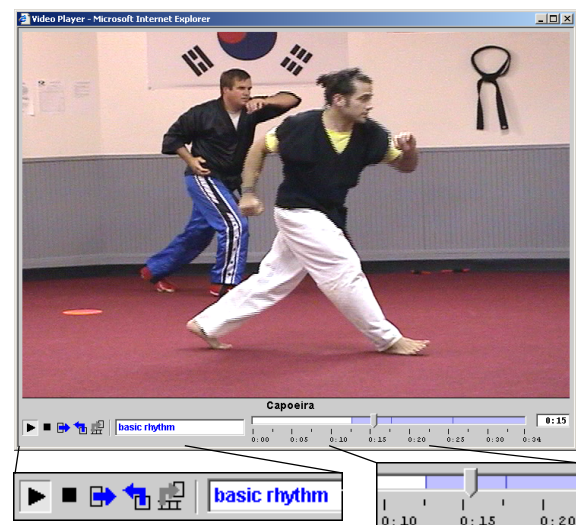 Video Player - Microsoft Internet Explorer
Capoeira
basic rhythm
0:15
0:00 0:05 0:10 0:15 0:20 0:25 0:30 0:34
basic rhythm
0:10 0:15 0:20